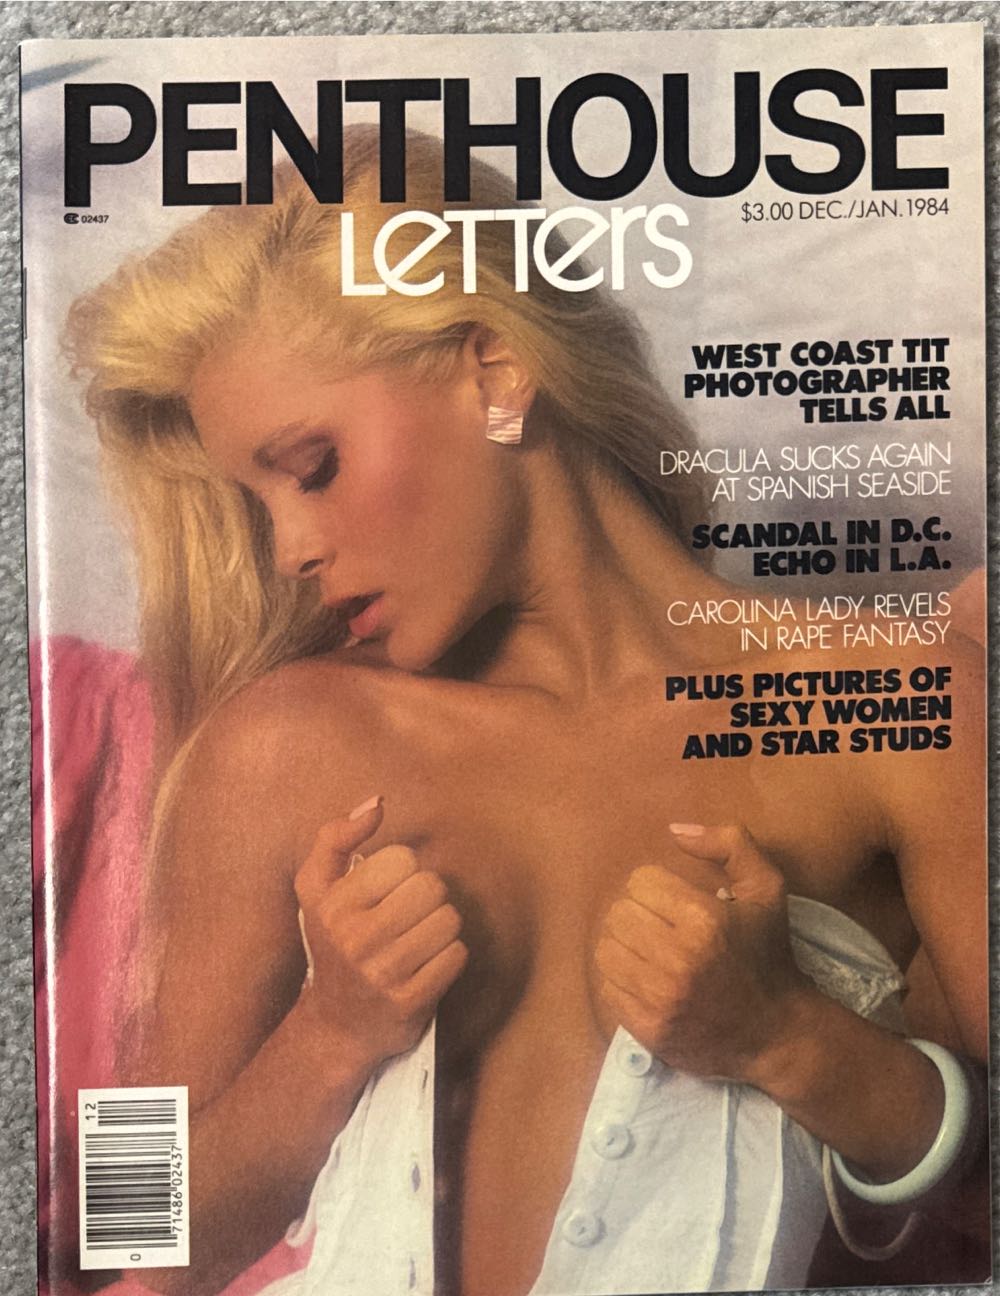 PENTHOUSE
LETTERS
02437
$3.00 DEC./JAN.1984
WEST COAST TIT
PHOTOGRAPHER
TELLS ALL
DRACULA SUCKS AGAIN
AT SPANISH SEASIDE
SCANDAL IN D.C.
ECHO IN L.A.
CAROLINA LADY REVELS
IN RAPE FANTASY
PLUS PICTURES OF
SEXY WOMEN
AND STAR STUDS
12
0
71486 02437